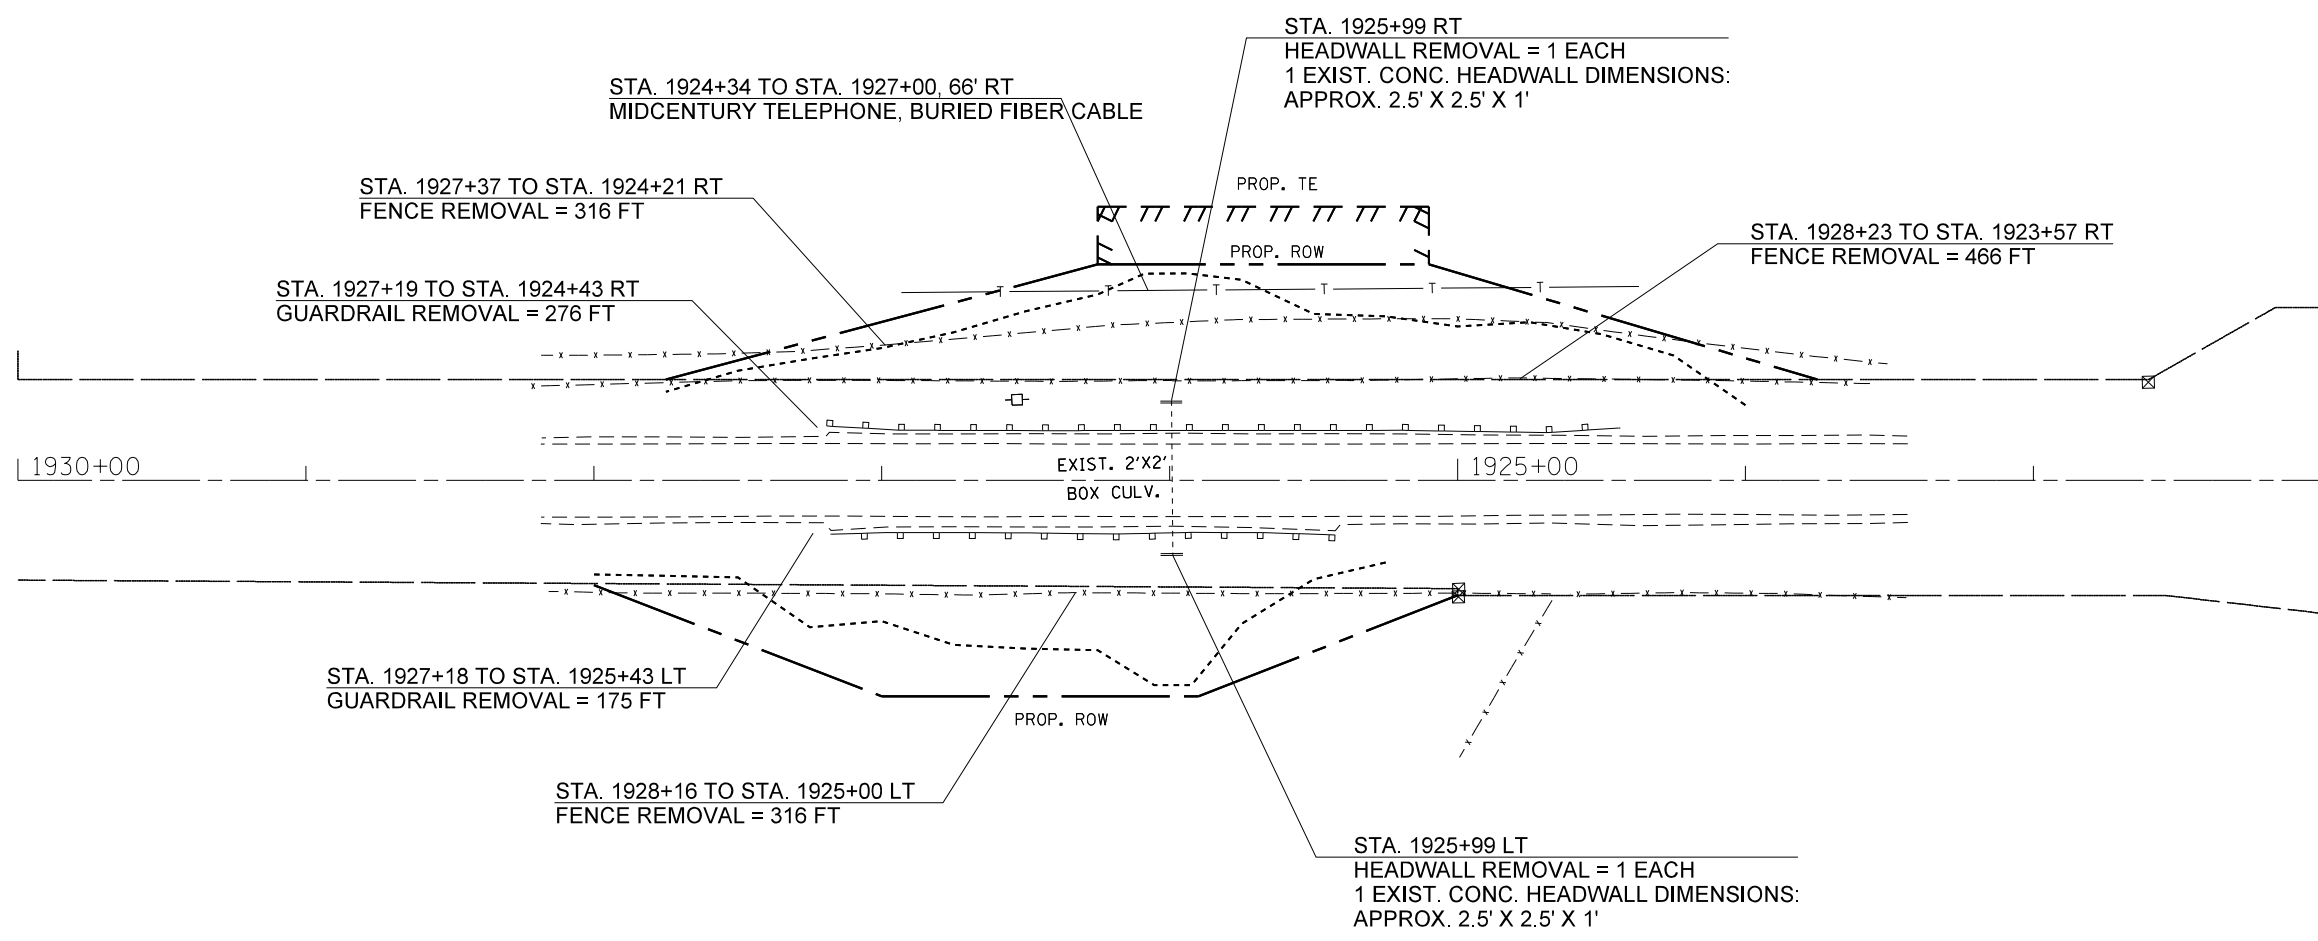 STA. 1925+99 RT
HEADWALL REMOVAL = 1 EACH
1 EXIST. CONC. HEADWALL DIMENSIONS:
APPROX. 2.5' X 2.5' X 1'
STA. 1924+34 TO STA. 1927+00, 66' RT
MIDCENTURY TELEPHONE, BURIED FIBER CABLE
STA. 1927+37 TO STA. 1924+21 RT
FENCE REMOVAL = 316 FT
PROP. TE
PROP. ROW
STA. 1928+23 TO STA. 1923+57 RT
FENCE REMOVAL = 466 FT
STA. 1927+19 TO STA. 1924+43 RT
GUARDRAIL REMOVAL = 276 FT
T T T T T T
1930+00
EXIST. 2'X2'
BOX CULV.
1925+00
STA. 1927+18 TO STA. 1925+43 LT
GUARDRAIL REMOVAL = 175 FT
PROP. ROW
STA. 1928+16 TO STA. 1925+00 LT
FENCE REMOVAL = 316 FT
STA. 1925+99 LT
HEADWALL REMOVAL = 1 EACH
1 EXIST. CONC. HEADWALL DIMENSIONS:
APPROX. 2.5' X 2.5' X 1'